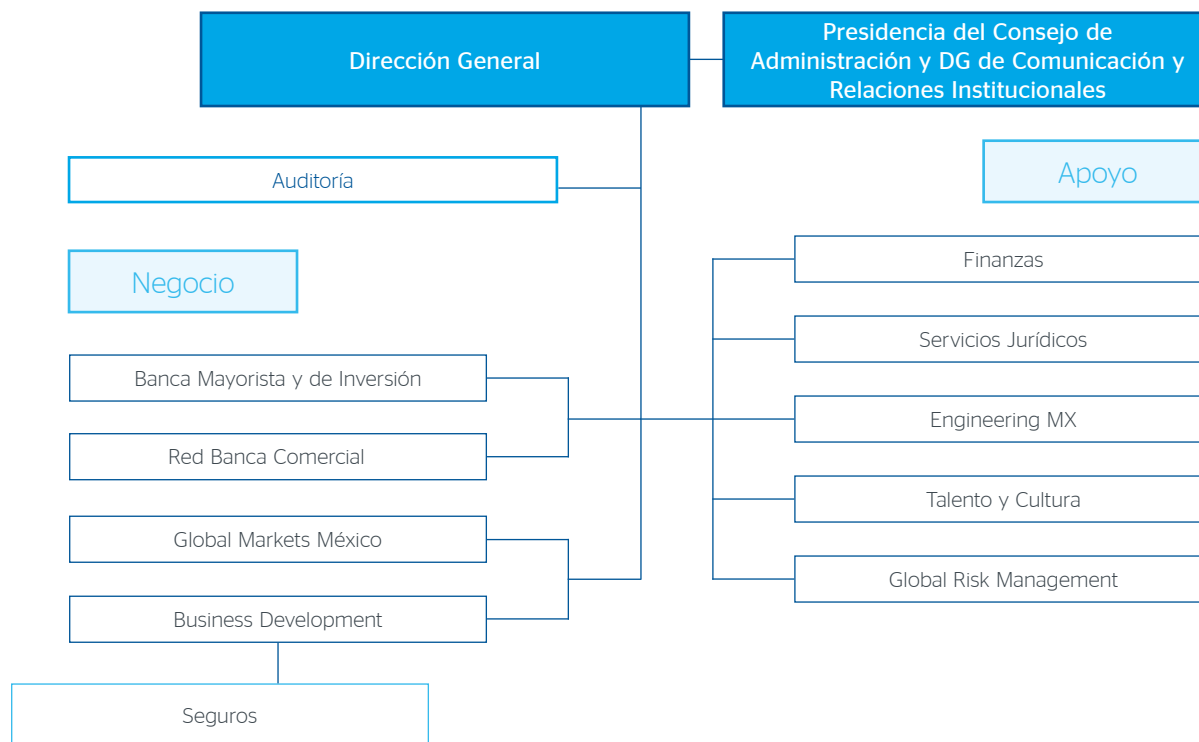 Dirección General
Presidencia del Consejo de
Administración y DG de Comunicación y
Relaciones Institucionales
Auditoría
Apoyo
Negocio
Finanzas
Servicios Jurídicos
Engineering MX
Talento y Cultura
Global Risk Management
Banca Mayorista y de Inversión
Red Banca Comercial
Global Markets México
Business Development
Seguros